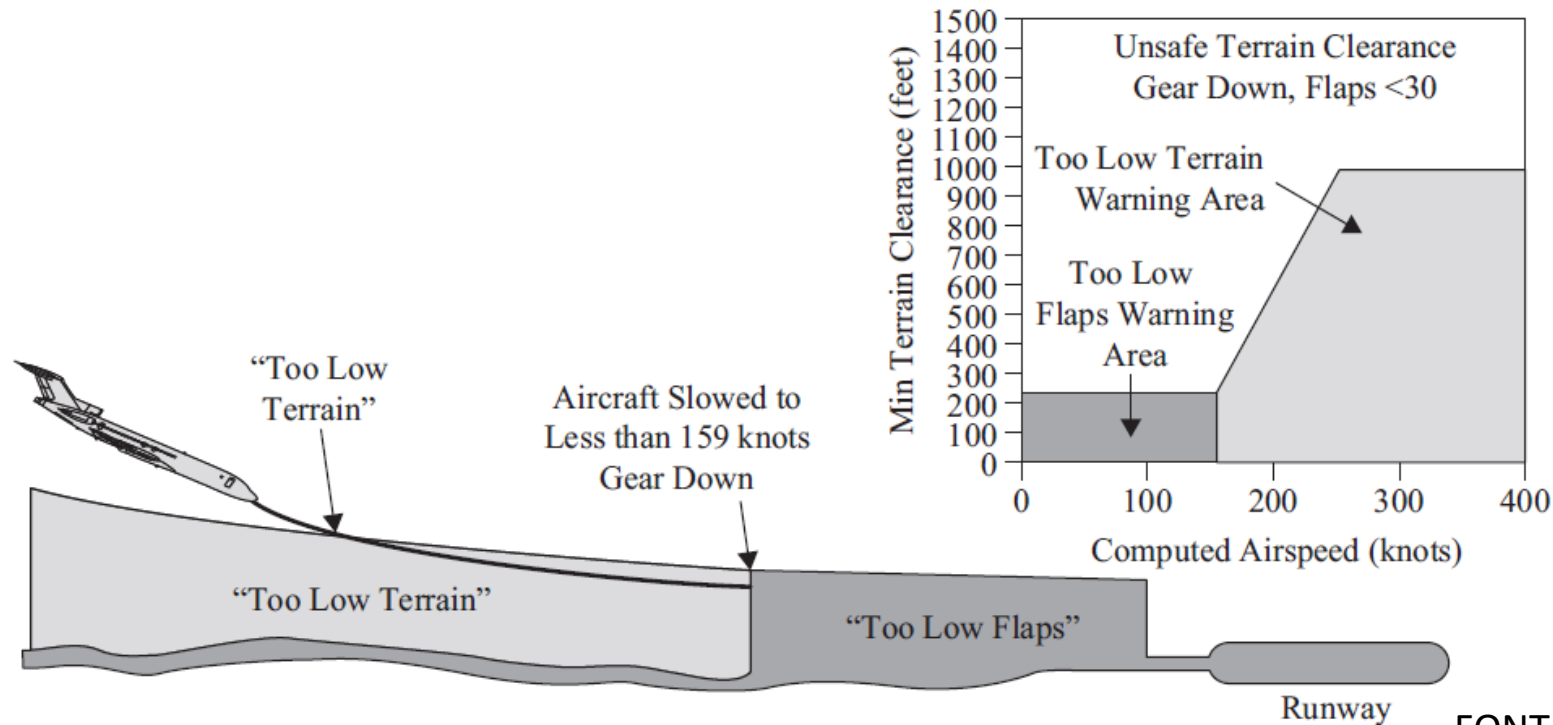 1500
1400
1300
1200
1100
1000
900
800
700
600
500
400
300
200
100
0
Min Terrain Clearance (feet)
Unsafe Terrain Clearance
Gear Down, Flaps <30
Too Low Terrain
Warning Area
Too Low
Flaps Warning
Area
0 100 200 300 400
Computed Airspeed (knots)
“Too Low
Terrain”
Aircraft Slowed to
Less than 159 knots
Gear Down
“Too Low Terrain”
“Too Low Flaps”
Runway